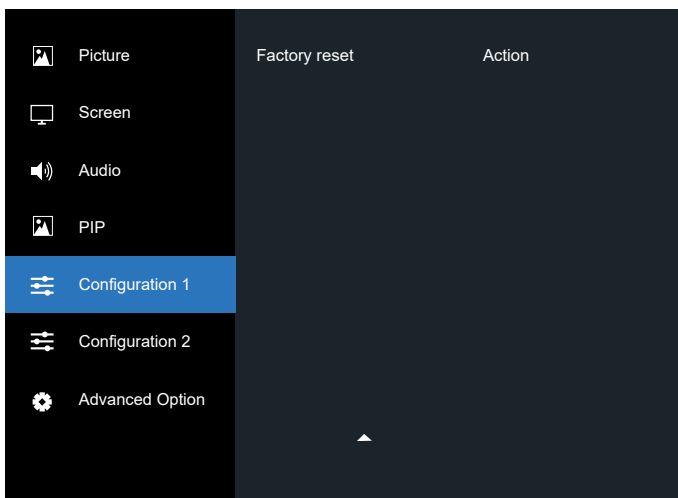 Picture
Factory reset Action
Screen
Audio
PIP
Configuration 1
Configuration 2
Advanced Option